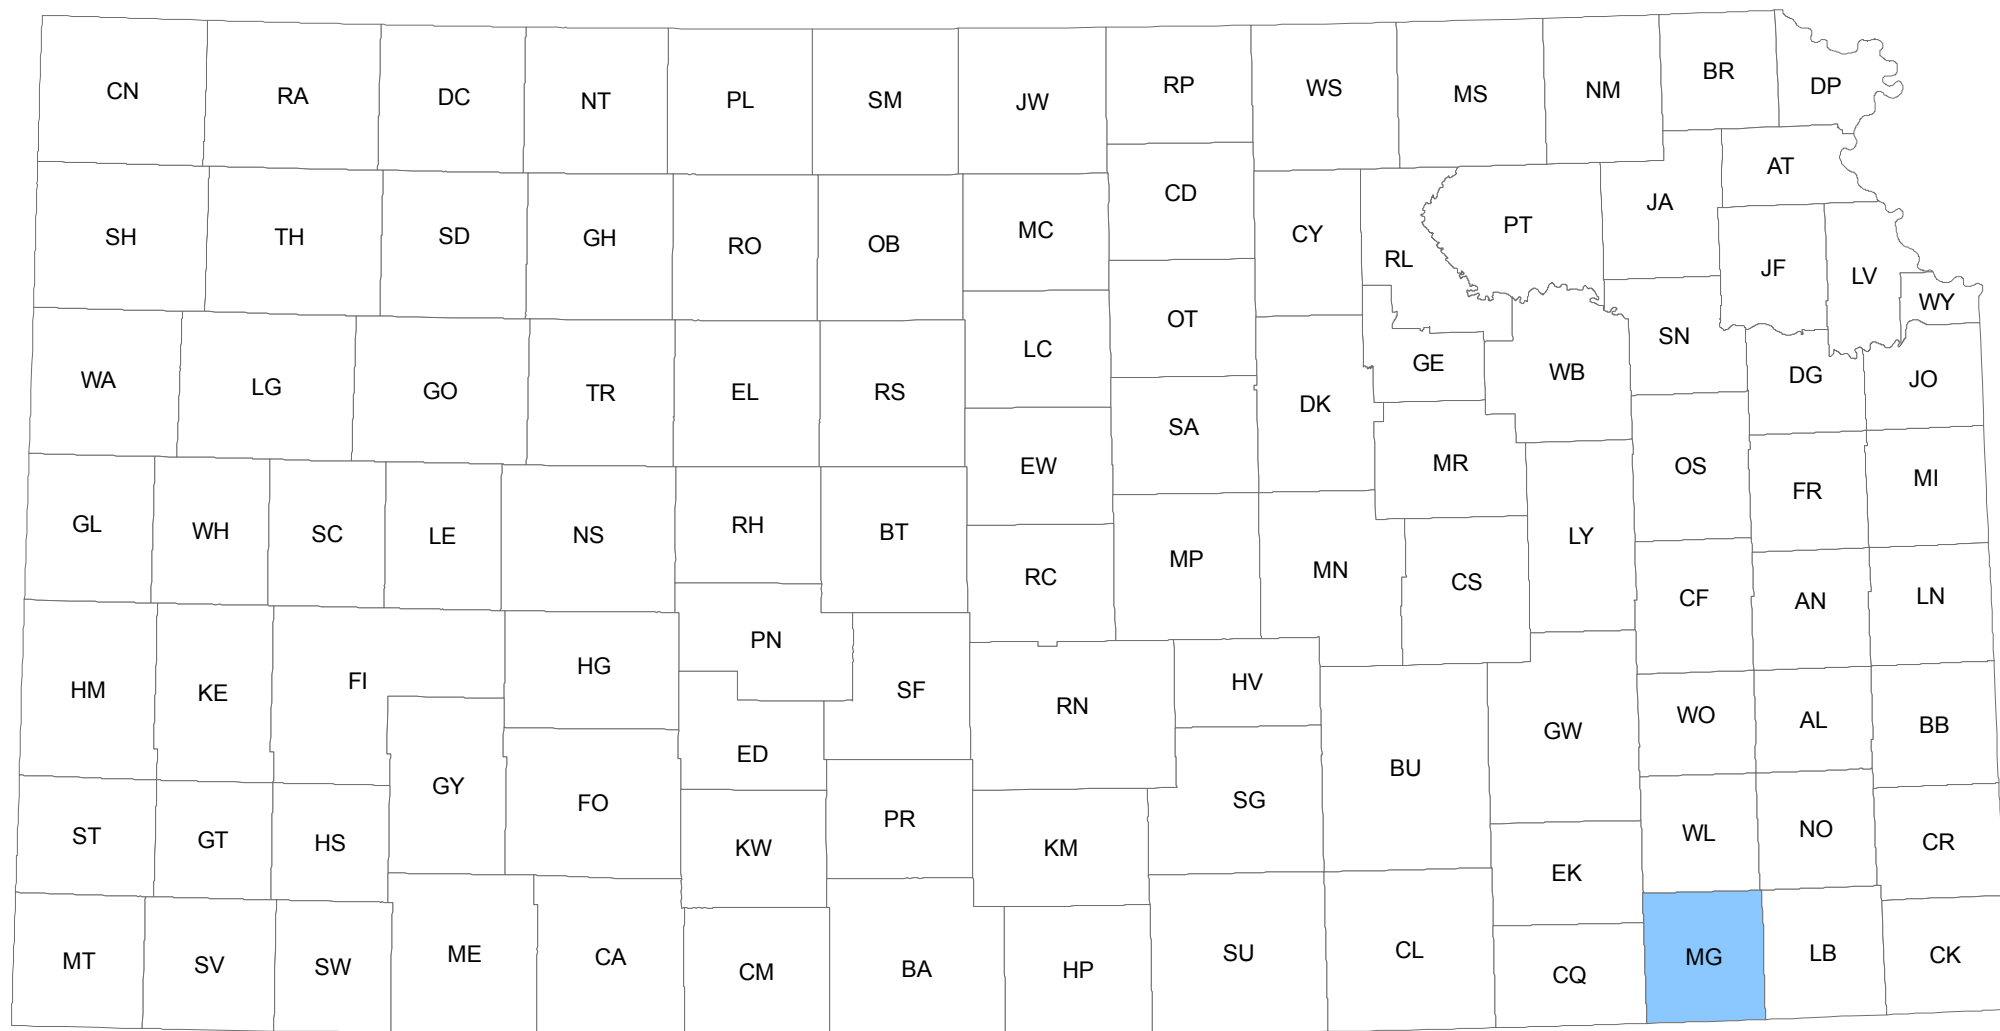 CN RA DC NT PL SM JW RP WS MS NM BR DP
SH TH SD GH RO OB MC CD CY RL PT JA AT
JF LV WY
WA LG GO TR EL RS LC OT DK GE WB SN DG JO
EW SA MR OS FR MI
GL WH SC LE NS RH BT RC MP MN CS LY CF AN LN
HM KE FI HG PN SF RN HV GW WO AL BB
GY ED BU
ST GT HS FO KW PR KM SG EK WL NO CR
MT SV SW ME CA CM BA HP SU CL CQ MG LB CK